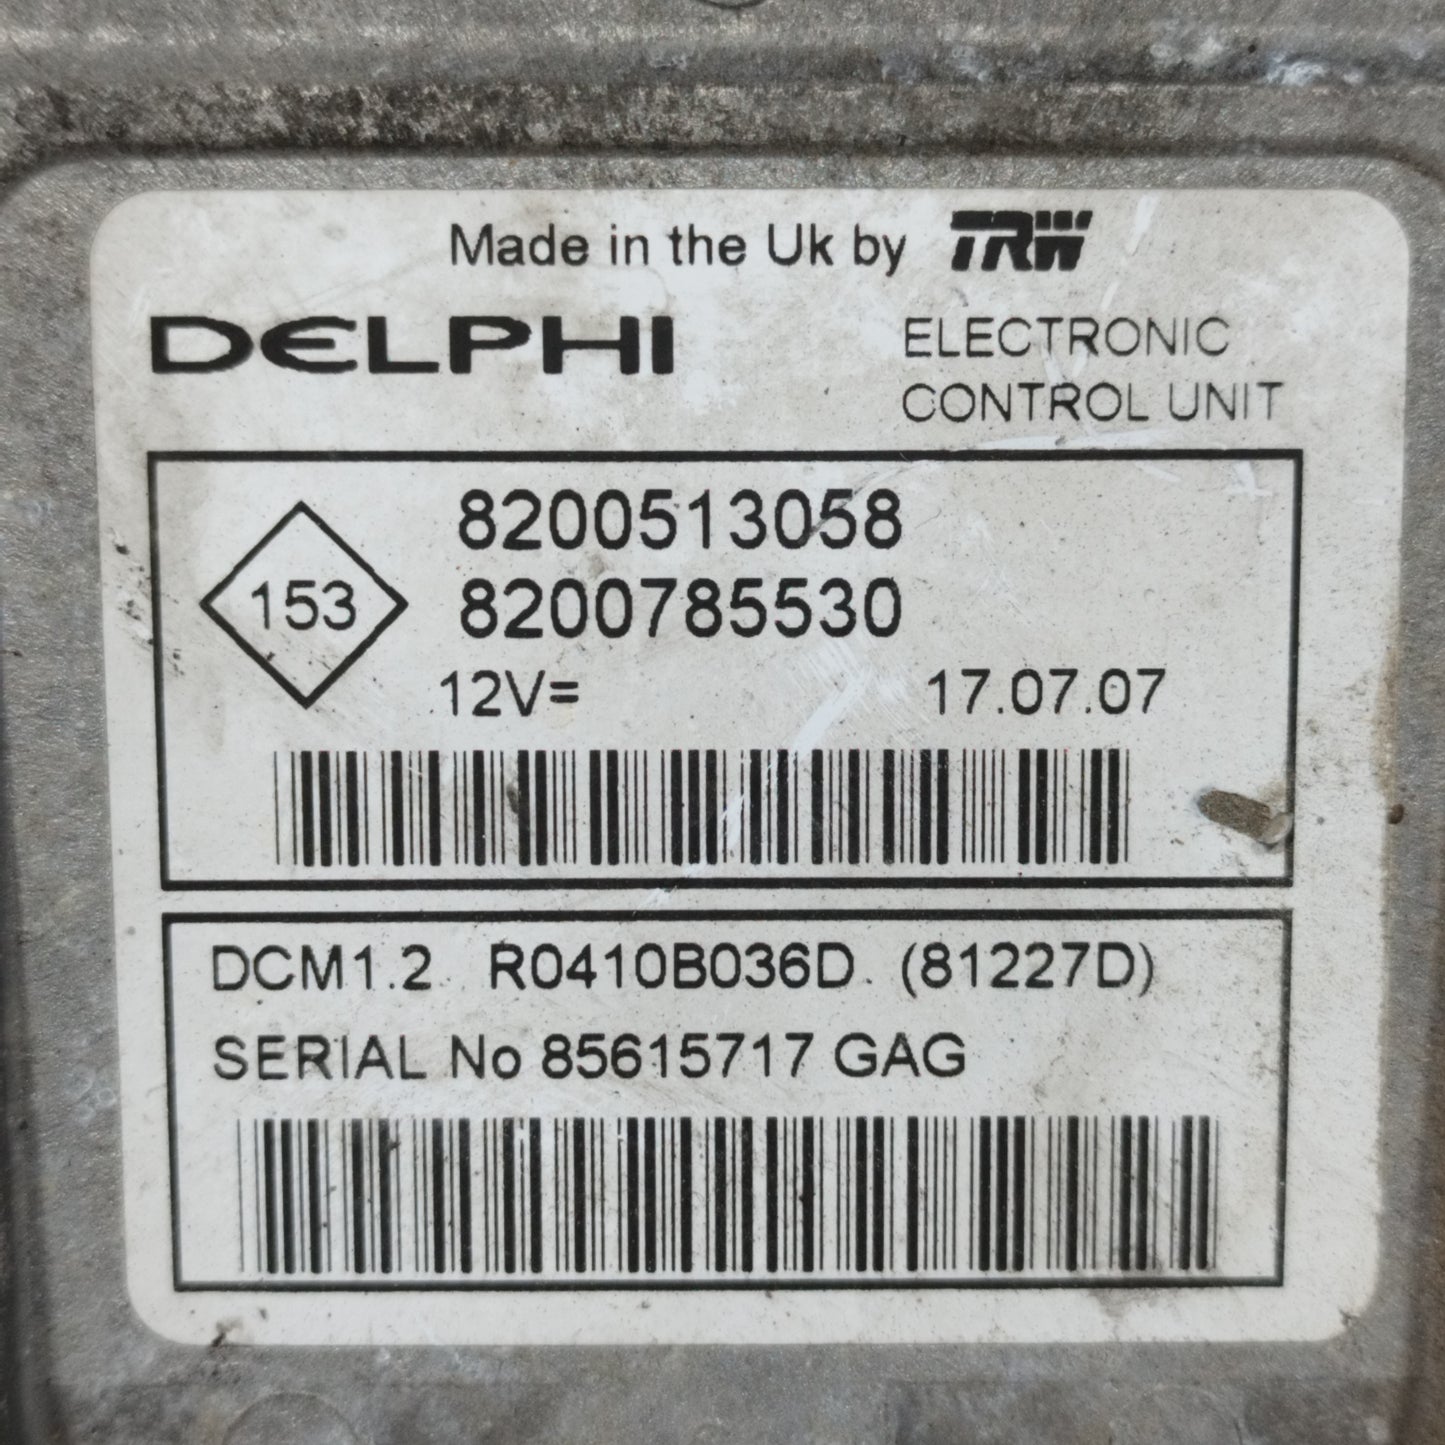 Made in the Uk by TRW
DELPHI
ELECTRONIC
CONTROL UNIT
8200513058
153
8200785530
12V=
17.07.07
DCM1.2 R0410B036D (81227D)
SERIAL No 85615717 GAG